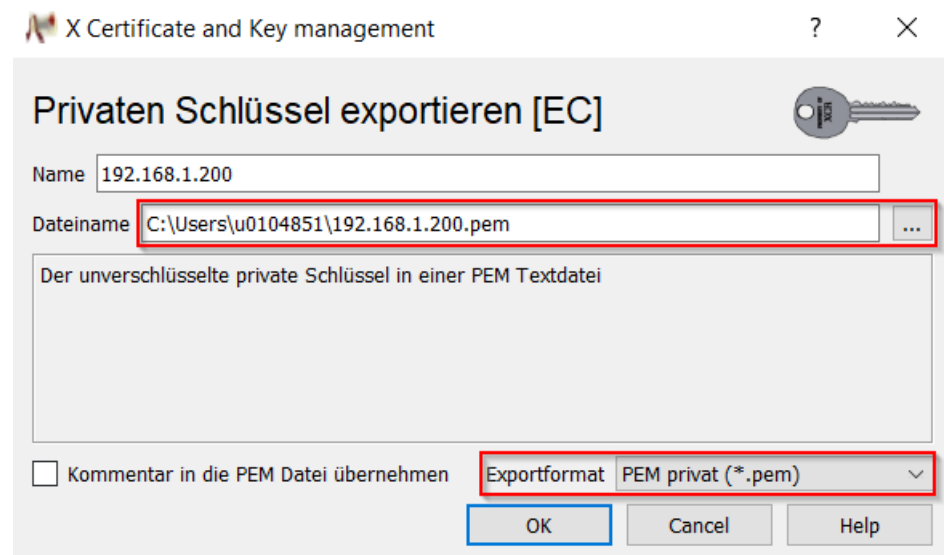 X Certificate and Key management
?
Privaten Schlüssel exportieren [EC]
Name 192.168.1.200
Dateiname C:\Users\u0104851\192.168.1.200.pem ...
Der unverschlüsselte private Schlüssel in einer PEM Textdatei
Kommentar in die PEM Datei übernehmen Exportformat PEM privat (*.pem)
OK Cancel Help